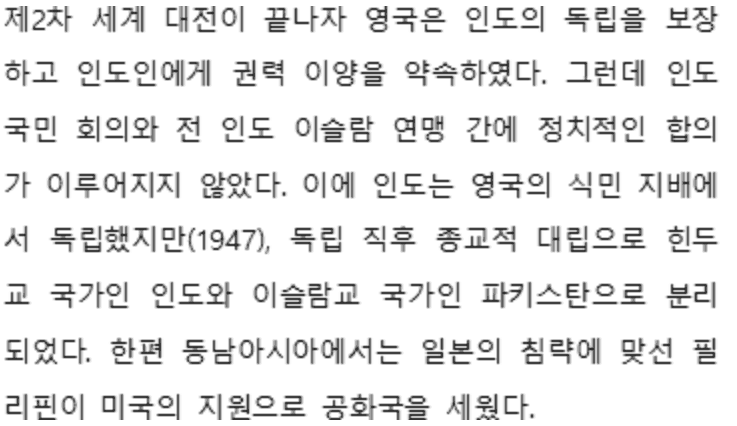 제2차 세계 대전이 끝나자 영국은 인도의 독립을 보장
하고 인도인에게 권력 이양을 약속하였다. 그런데 인도
국민 회의와 전 인도 이슬람 연맹 간에 정치적인 합의
가 이루어지지 않았다. 이에 인도는 영국의 식민 지배에
서 독립했지만(1947), 독립 직후 종교적 대립으로 힌두
교 국가인 인도와 이슬람교 국가인 파키스탄으로 분리
되었다. 한편 동남아시아에서는 일본의 침략에 맞선 필
리핀이 미국의 지원으로 공화국을 세웠다.